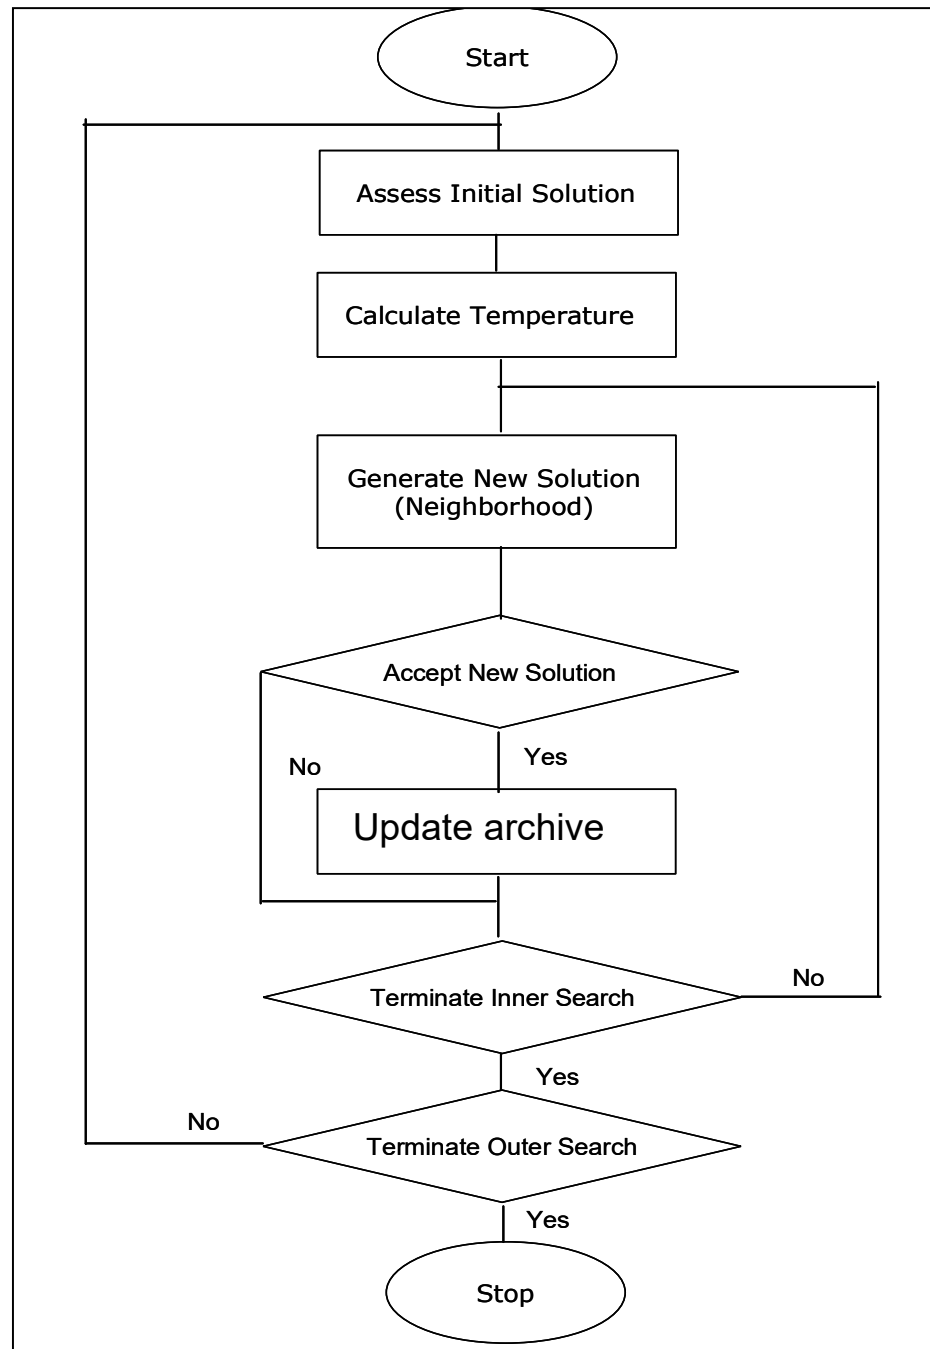 Start
Assess Initial Solution
Calculate Temperature
Generate New Solution
(Neighborhood)
Accept New Solution
No
Yes
Update archive
Terminate Inner Search
No
Yes
No
Terminate Outer Search
Yes
Stop